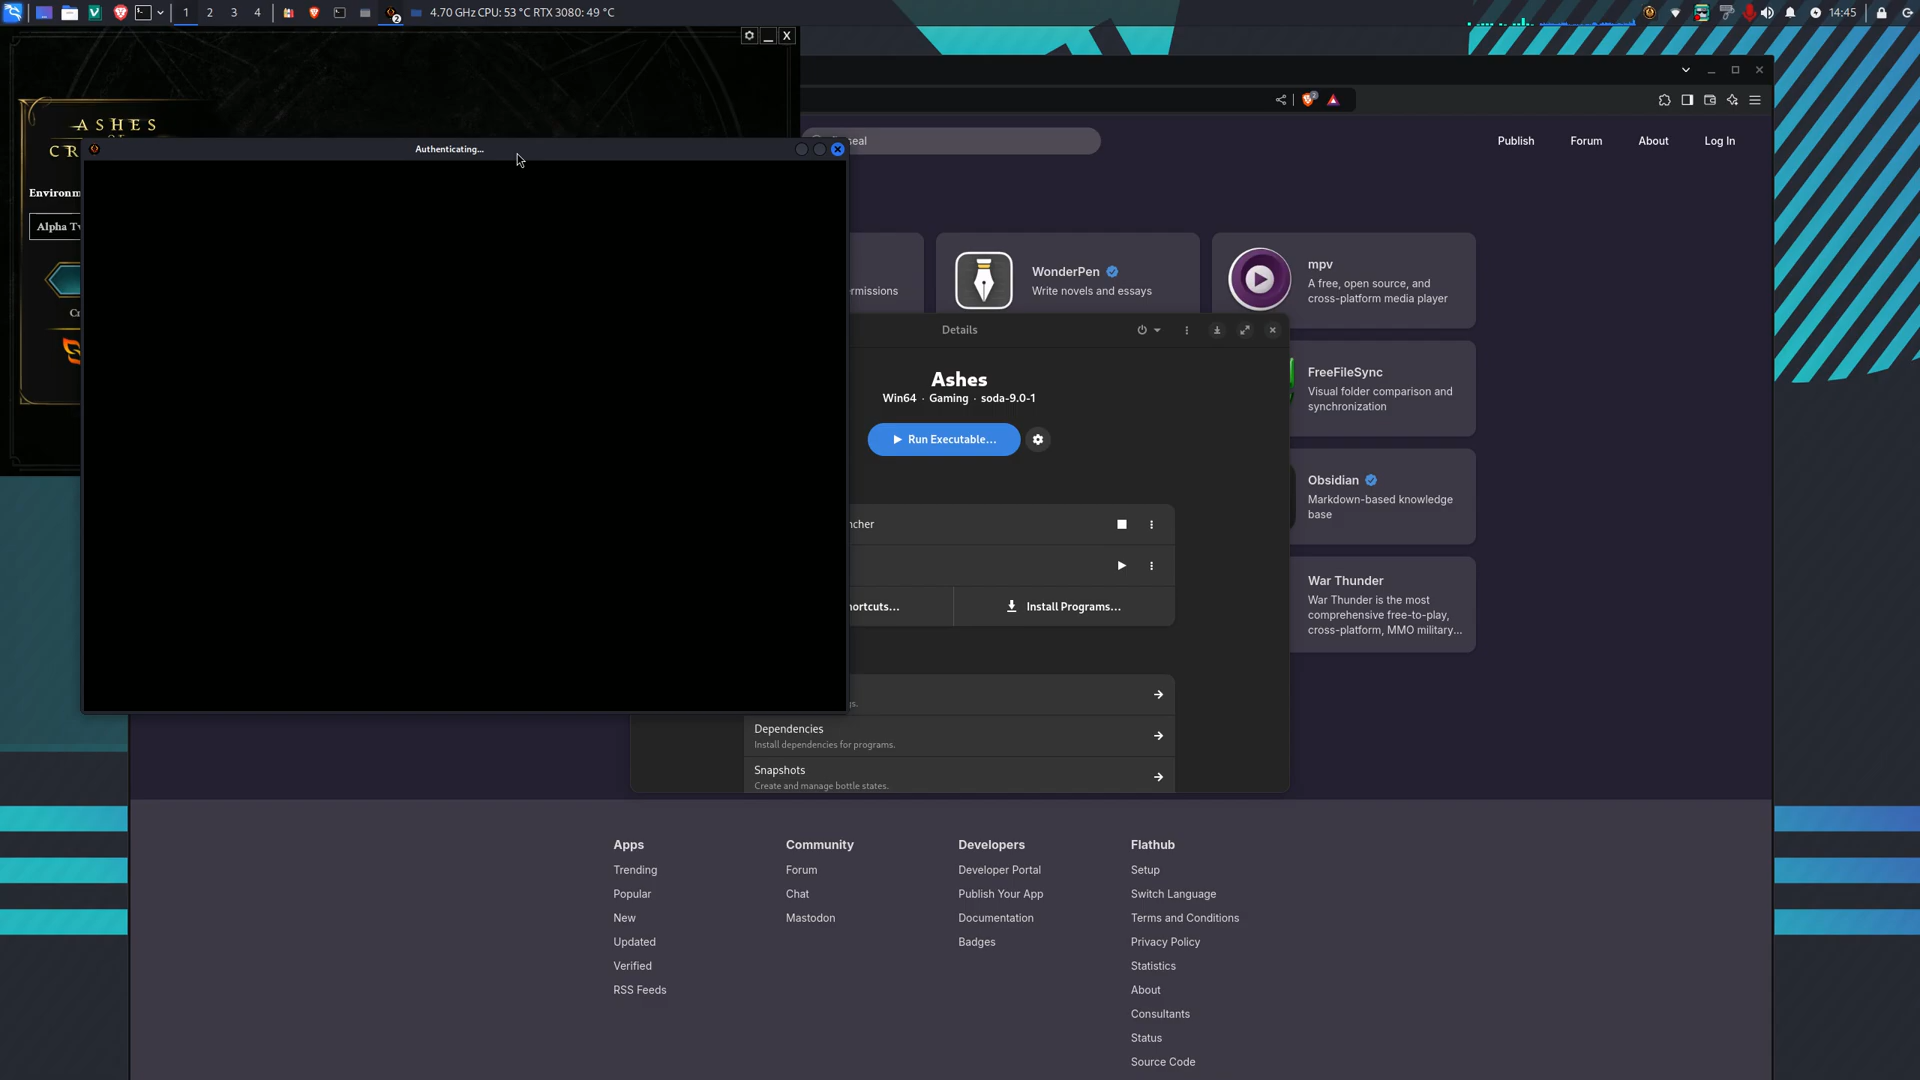 1 2 3 4 2 4.70 GHz CPU: 53 °C RTX 3080: 49 °C 14:45
X
ASHES
CR
Environm
Alpha Tw
Authenticating...
2
Publish Forum About Log In
rmissions
WonderPen
Write novels and essays
mpv
A free, open source, and
cross-platform media player
FreeFileSync
Visual folder comparison and
synchronization
Obsidian
Markdown-based knowledge
base
War Thunder
War Thunder is the most
comprehensive free-to-play,
cross-platform, MMO military...
Details
Ashes
Win64 · Gaming · soda-9.0-1
Run Executable...
ncher
ortcuts...
Install Programs...
gs.
Dependencies
Install dependencies for programs.
Snapshots
Create and manage bottle states.
Apps
Trending
Popular
New
Updated
Verified
RSS Feeds
Community
Forum
Chat
Mastodon
Developers
Developer Portal
Publish Your App
Documentation
Badges
Flathub
Setup
Switch Language
Terms and Conditions
Privacy Policy
Statistics
About
Consultants
Status
Source Code